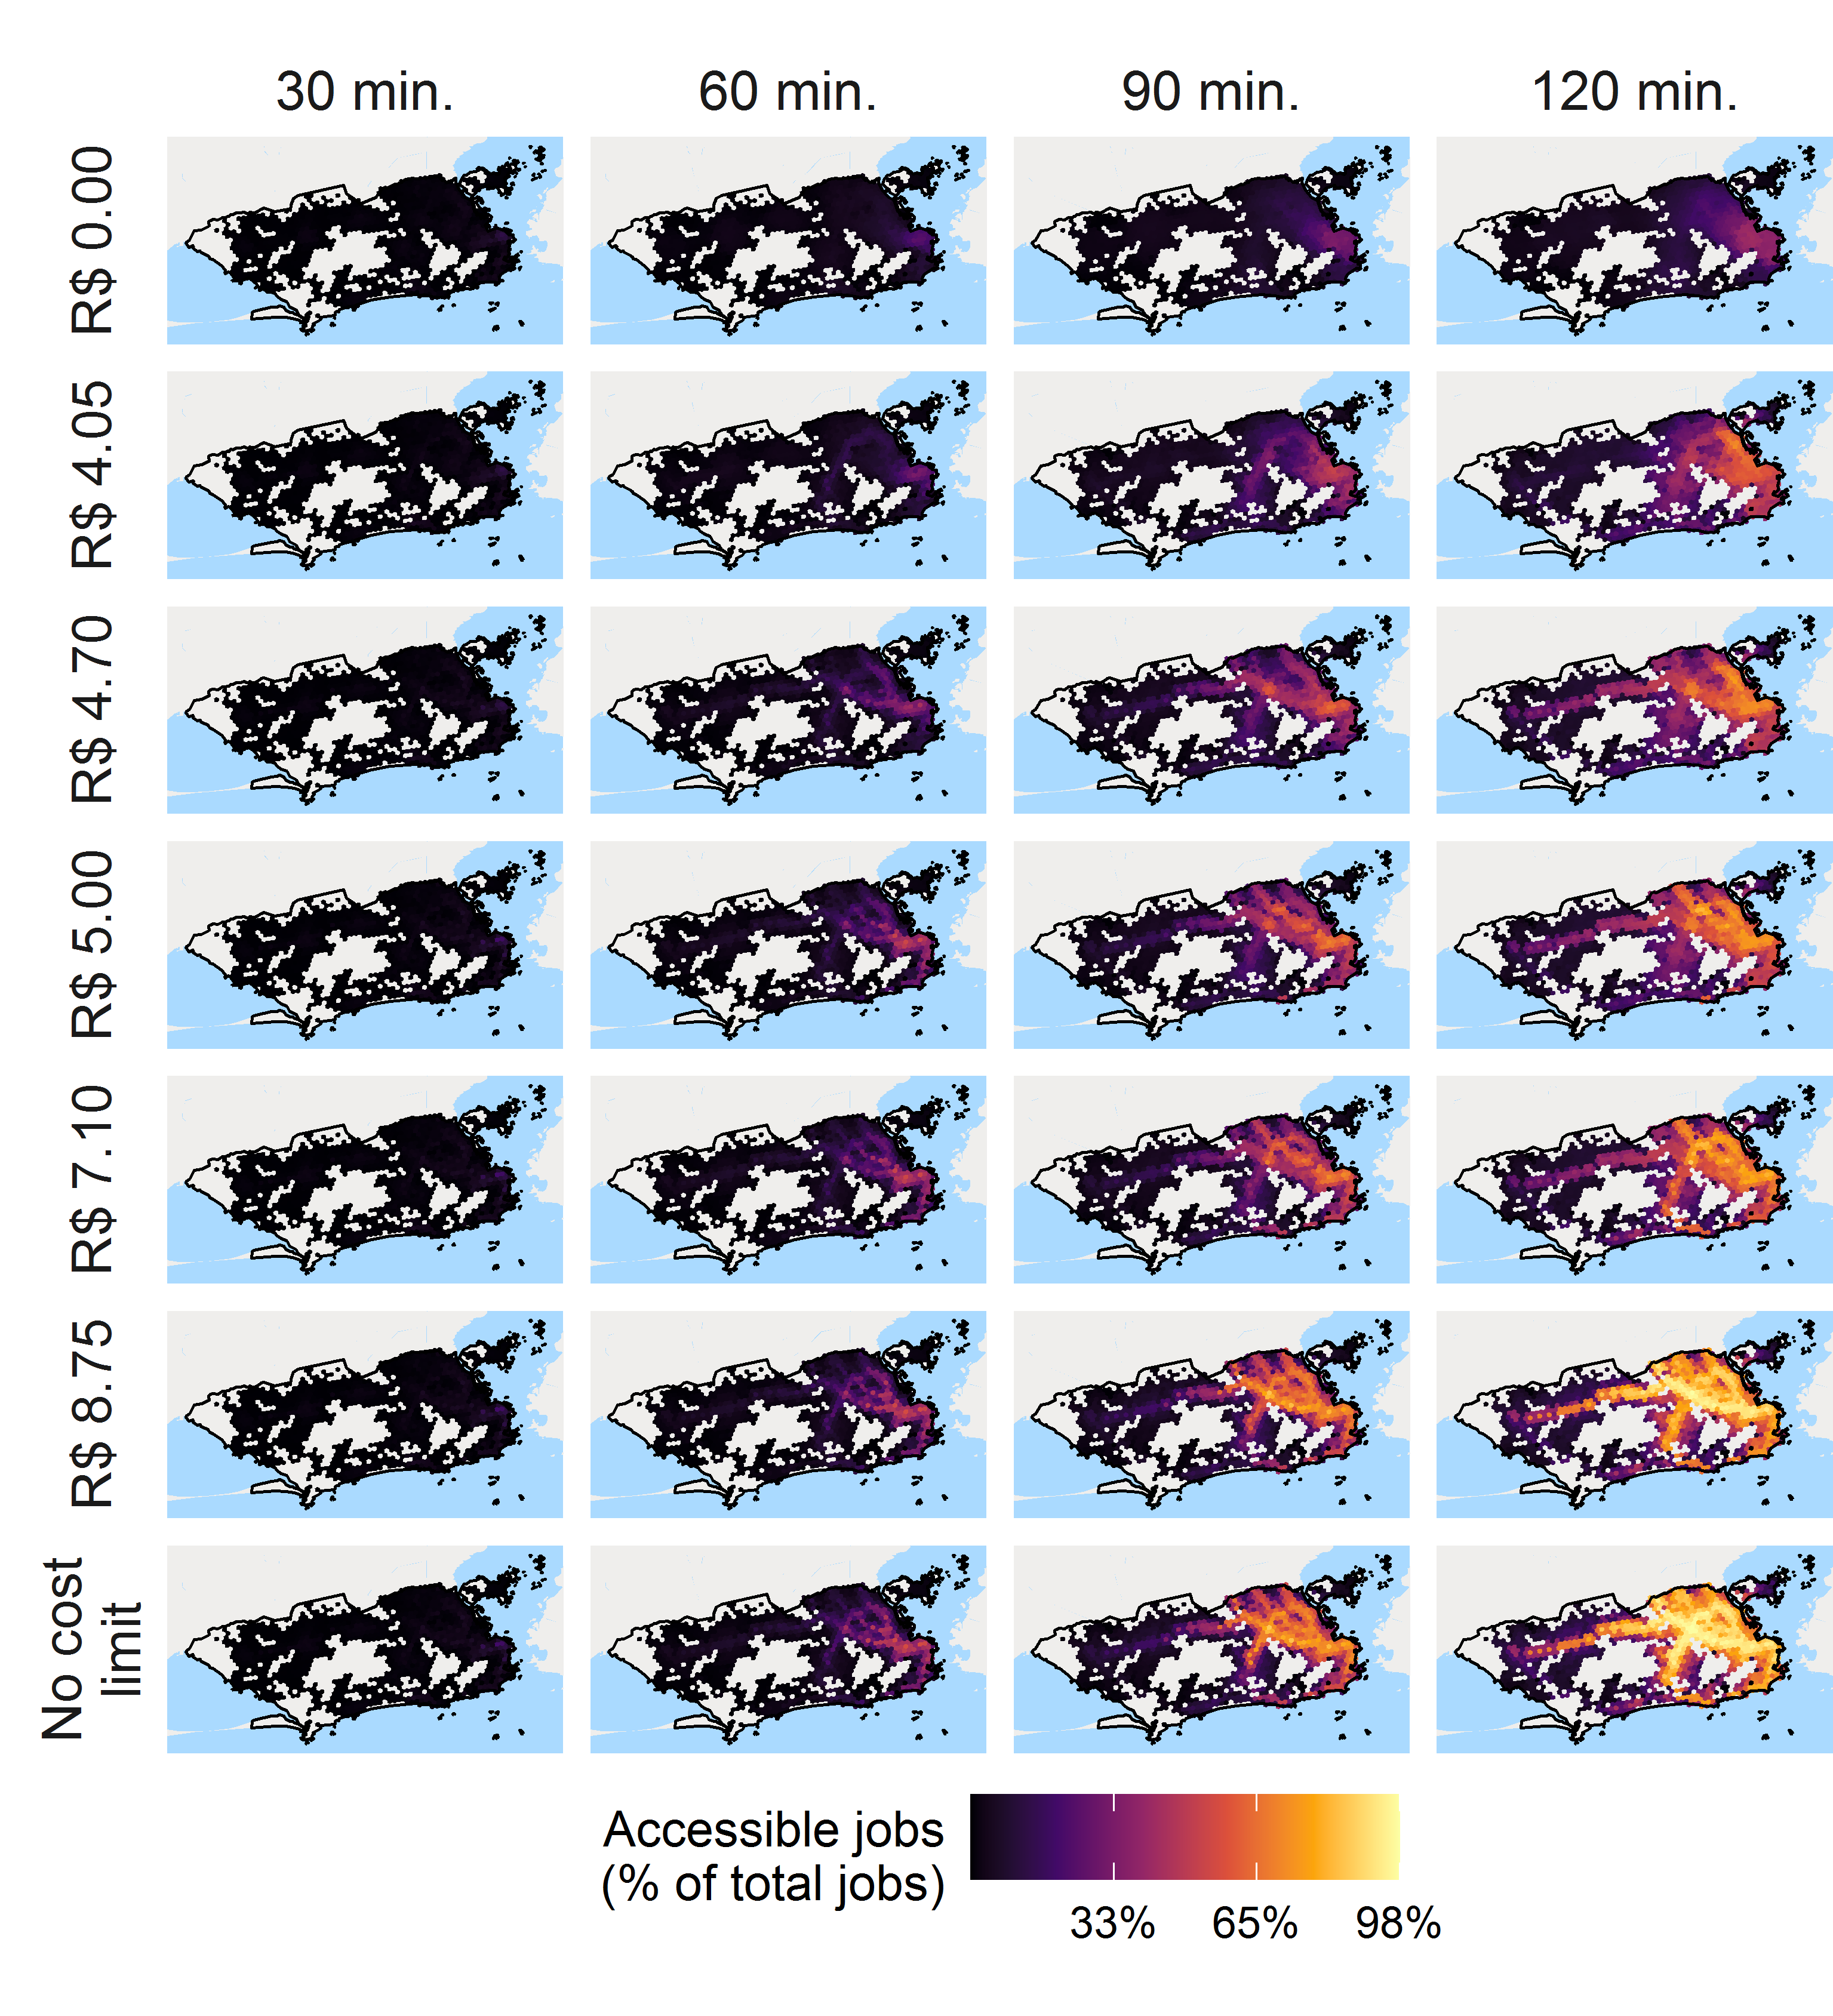 30 min.
60 min.
90 min.
120 min.
R$ 0.00
R$ 4.05
R$ 4.70
R$ 5.00
R$ 7.10
R$ 8.75
No cost
limit
Accessible jobs
(% of total jobs)
33%
65%
98%